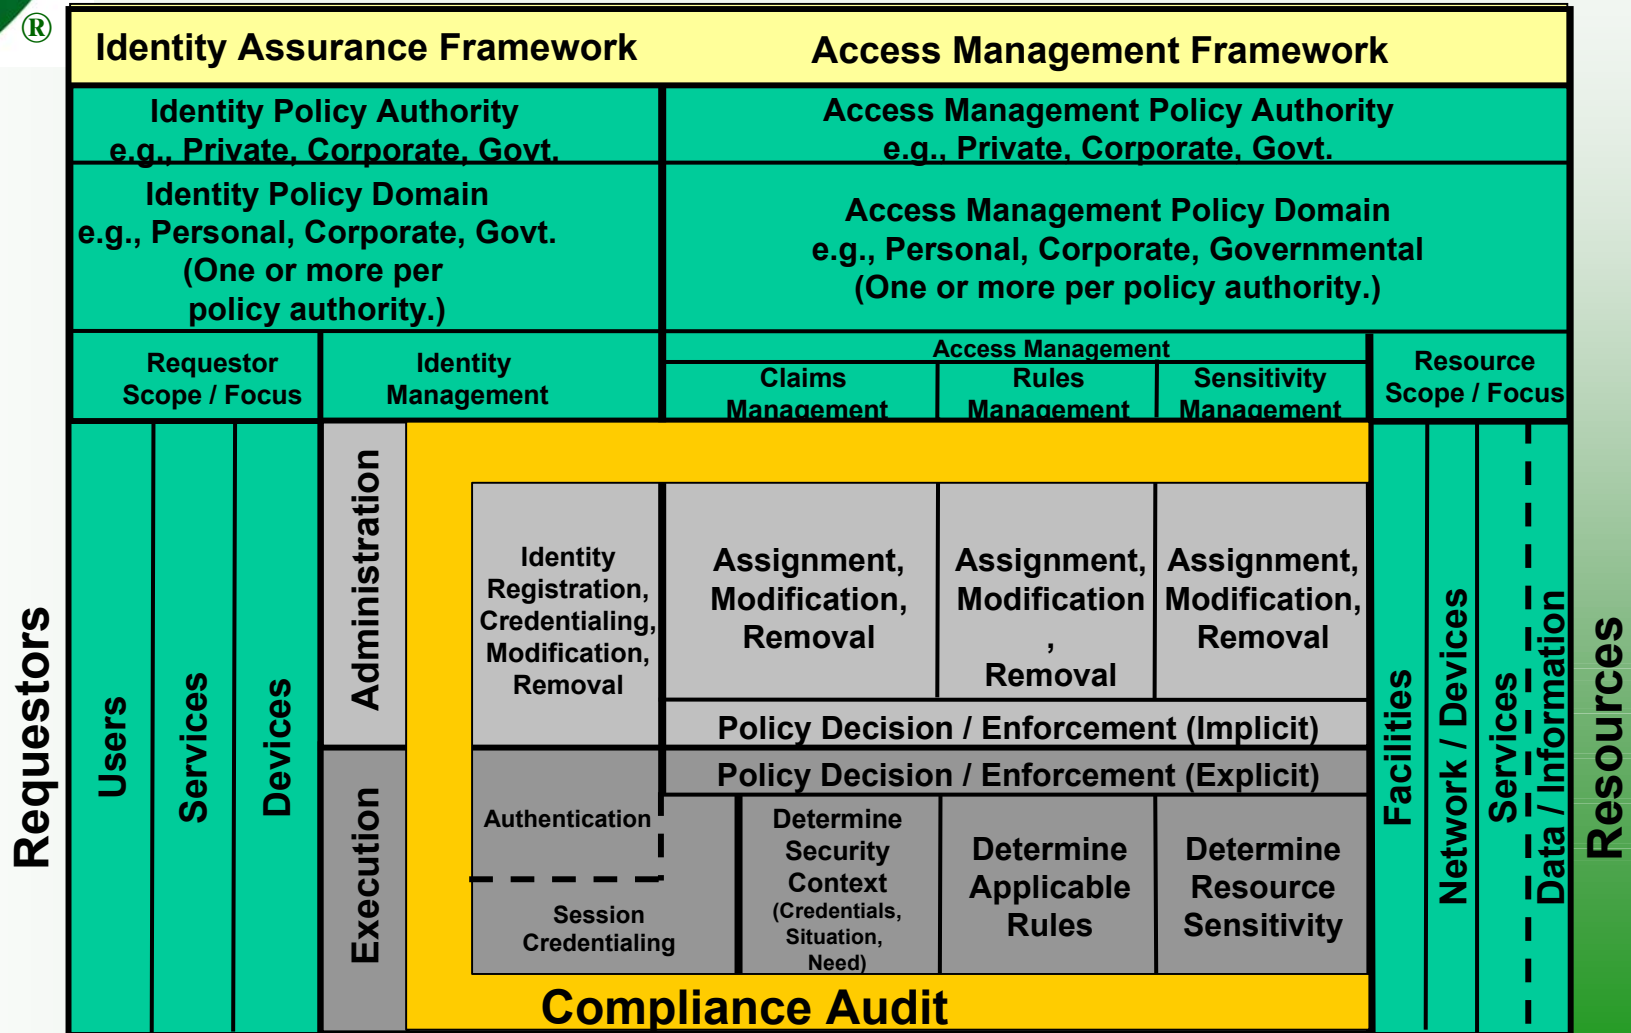 ®
Identity Assurance Framework
Access Management Framework
Identity Policy Authority
e.g., Private, Corporate, Govt.
Access Management Policy Authority
e.g., Private, Corporate, Govt.
Identity Policy Domain
e.g., Personal, Corporate, Govt.
(One or more per
policy authority.)
Access Management Policy Domain
e.g., Personal, Corporate, Governmental
(One or more per policy authority.)
Requestor
Scope / Focus
Identity
Management
Access Management
Claims
Management
Rules
Management
Sensitivity
Management
Resource
Scope / Focus
Requestors
Users
Services
Devices
Administration
Identity
Registration,
Credentialing,
Modification,
Removal
Assignment,
Modification,
Removal
Assignment,
Modification
,
Removal
Assignment,
Modification,
Removal
Policy Decision / Enforcement (Implicit)
Execution
Policy Decision / Enforcement (Explicit)
Authentication
Session
Credentialing
Determine
Security
Context
(Credentials,
Situation,
Need)
Determine
Applicable
Rules
Determine
Resource
Sensitivity
Compliance Audit
Facilities
Network / Devices
Services
Data / Information
Resources